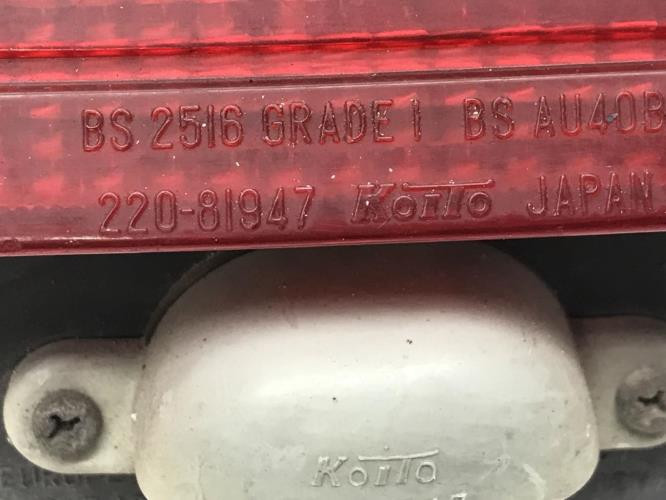 BS 2516 GRADE 1 BS AU40B
220-81947 Koito JAPAN
Koito